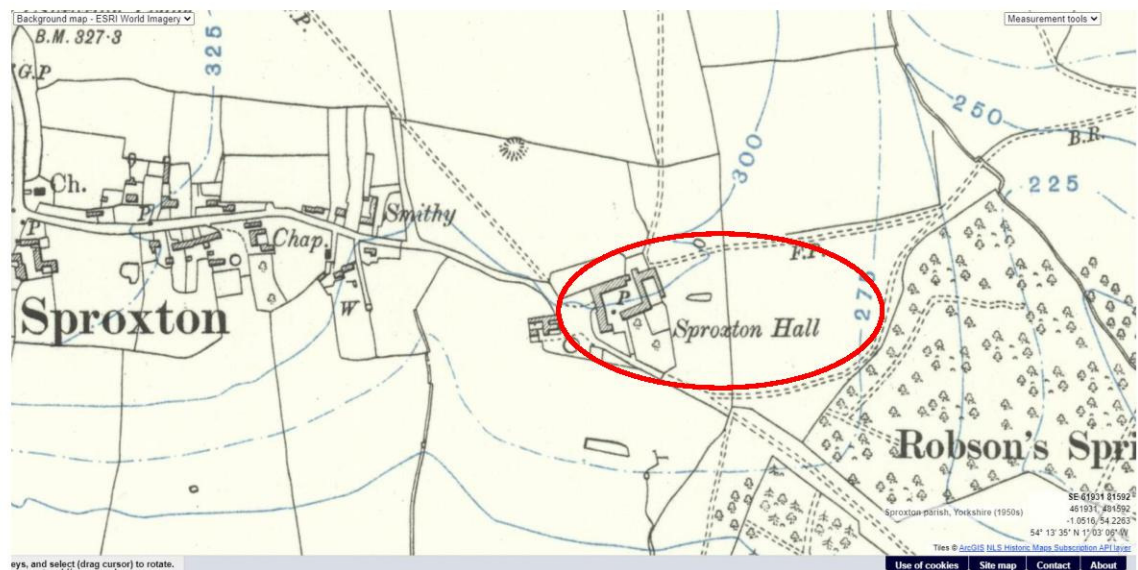 Background map - ESRI World Imagery
Measurement tools
B.M. 327·3
G.P
325
P.
250
B.R.
300
225
Ch.
P
P
Smithy
Chap.
F.P.
275
W
P
Sproxton
Sproxton Hall
Robson's Spri
SE 61931 81592
461931, 481592
Sproxton parish, Yorkshire (1950s)
-1.0516, 54.2263
54° 13′ 35″ N 1° 03′ 06″ W
Tiles © ArcGIS NLS Historic Maps Subscription API layer
eys, and select (drag cursor) to rotate.
Use of cookies Site map Contact About